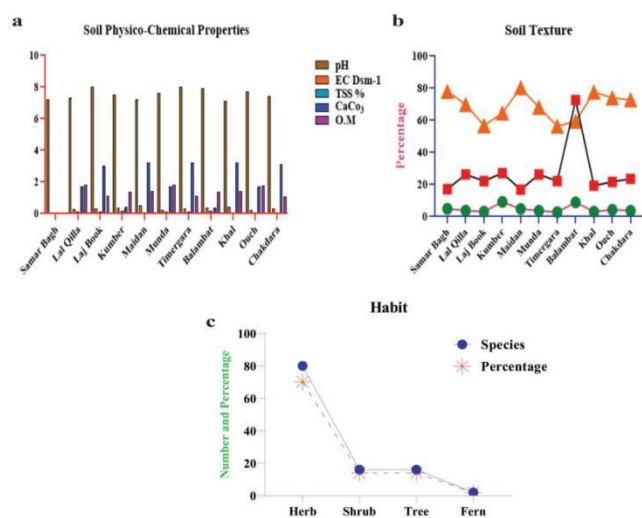 a
Soil Physico-Chemical Properties
10
8
6
4
2
0
pH
EC Dsm-1
TSS %
CaCo3
O.M
Samar Bagh
Lal Qilla
Laj Book
Kumber
Maidan
Munda
Timergara
Balambat
Khal
Ouch
Chakdara
b
Soil Texture
Percentage
100
80
60
40
20
0
Samar Bagh
Lal Qilla
Laj Book
Kumber
Maidan
Munda
Timergara
Balambat
Khal
Ouch
Chakdara
c
Habit
Number and Percentage
100
80
60
40
20
0
Species
Percentage
Herb Shrub Tree Fern